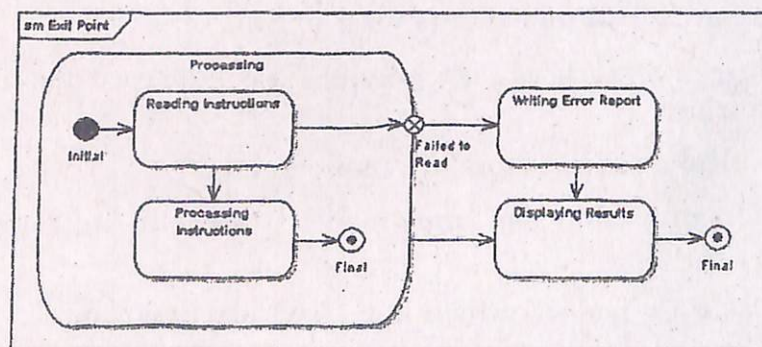 sm Exit Point
Processing
Reading Instructions
Initial
Processing
Instructions
Final
Failed to
Read
Writing Error Report
Displaying Results
Final